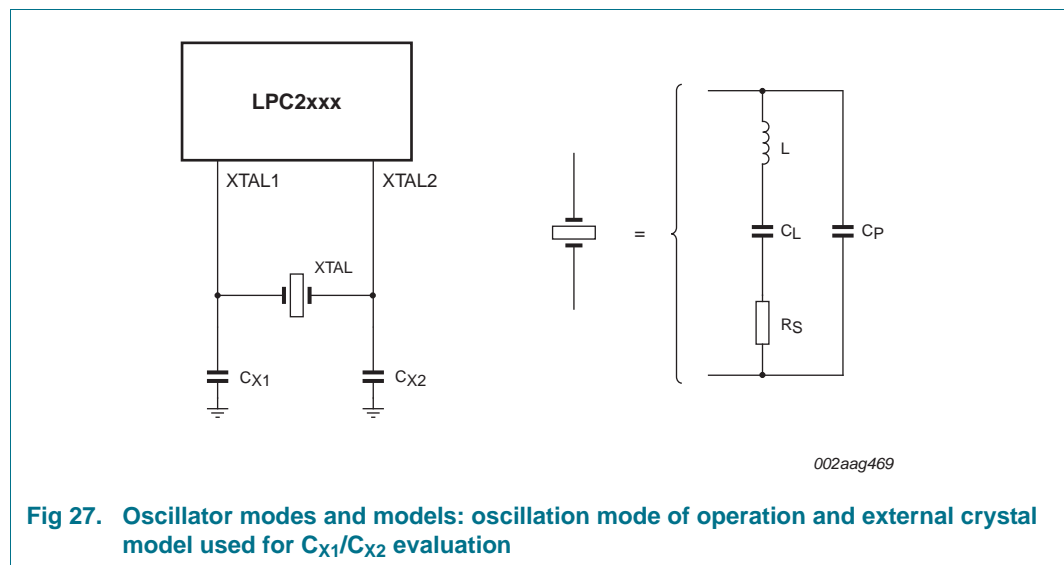 LPC2xxx
XTAL1
XTAL2
XTAL
CX1
CX2
=
L
CL
CP
RS
002aag469
Fig 27. Oscillator modes and models: oscillation mode of operation and external crystal
model used for CX1/CX2 evaluation